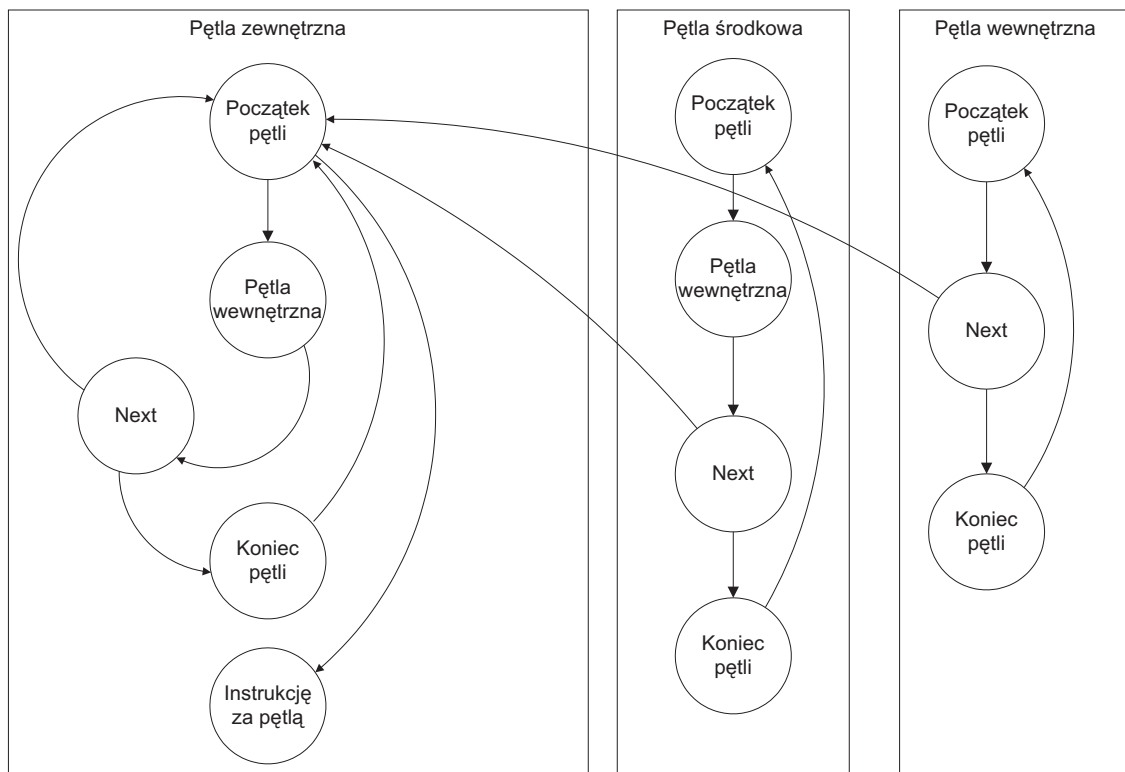 Pętla zewnętrzna
Początek
pętli
Pętla
wewnętrzna
Next
Koniec
pętli
Instrukcję
za pętlą
Pętla środkowa
Początek
pętli
Pętla
wewnętrzna
Next
Koniec
pętli
Pętla wewnętrzna
Początek
pętli
Next
Koniec
pętli